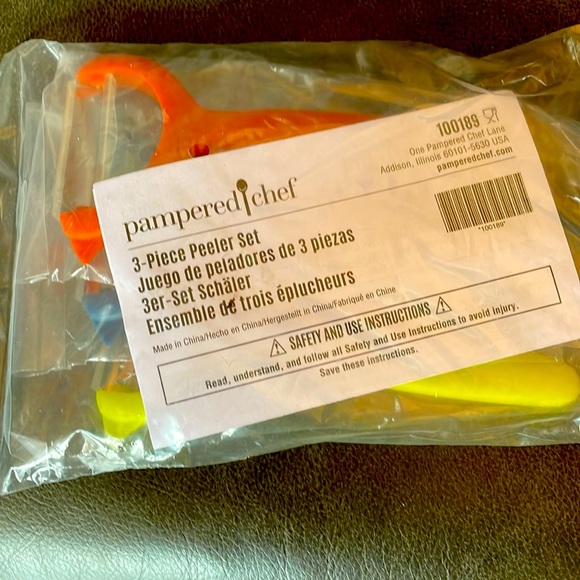 100189
One Pampered Chef Lane
Addison, Illinois 60101-5630 USA
pamperedchef.com
pampered chef
*100189*
3-Piece Peeler Set
Juego de peladores de 3 piezas
3er-Set Schäler
Ensemble de trois éplucheurs
Made in China/Hecho en China/Hergestellt in China/Fabriqué en Chine
SAFETY AND USE INSTRUCTIONS
Read, understand, and follow all Safety and Use Instructions to avoid injury.
Save these instructions.